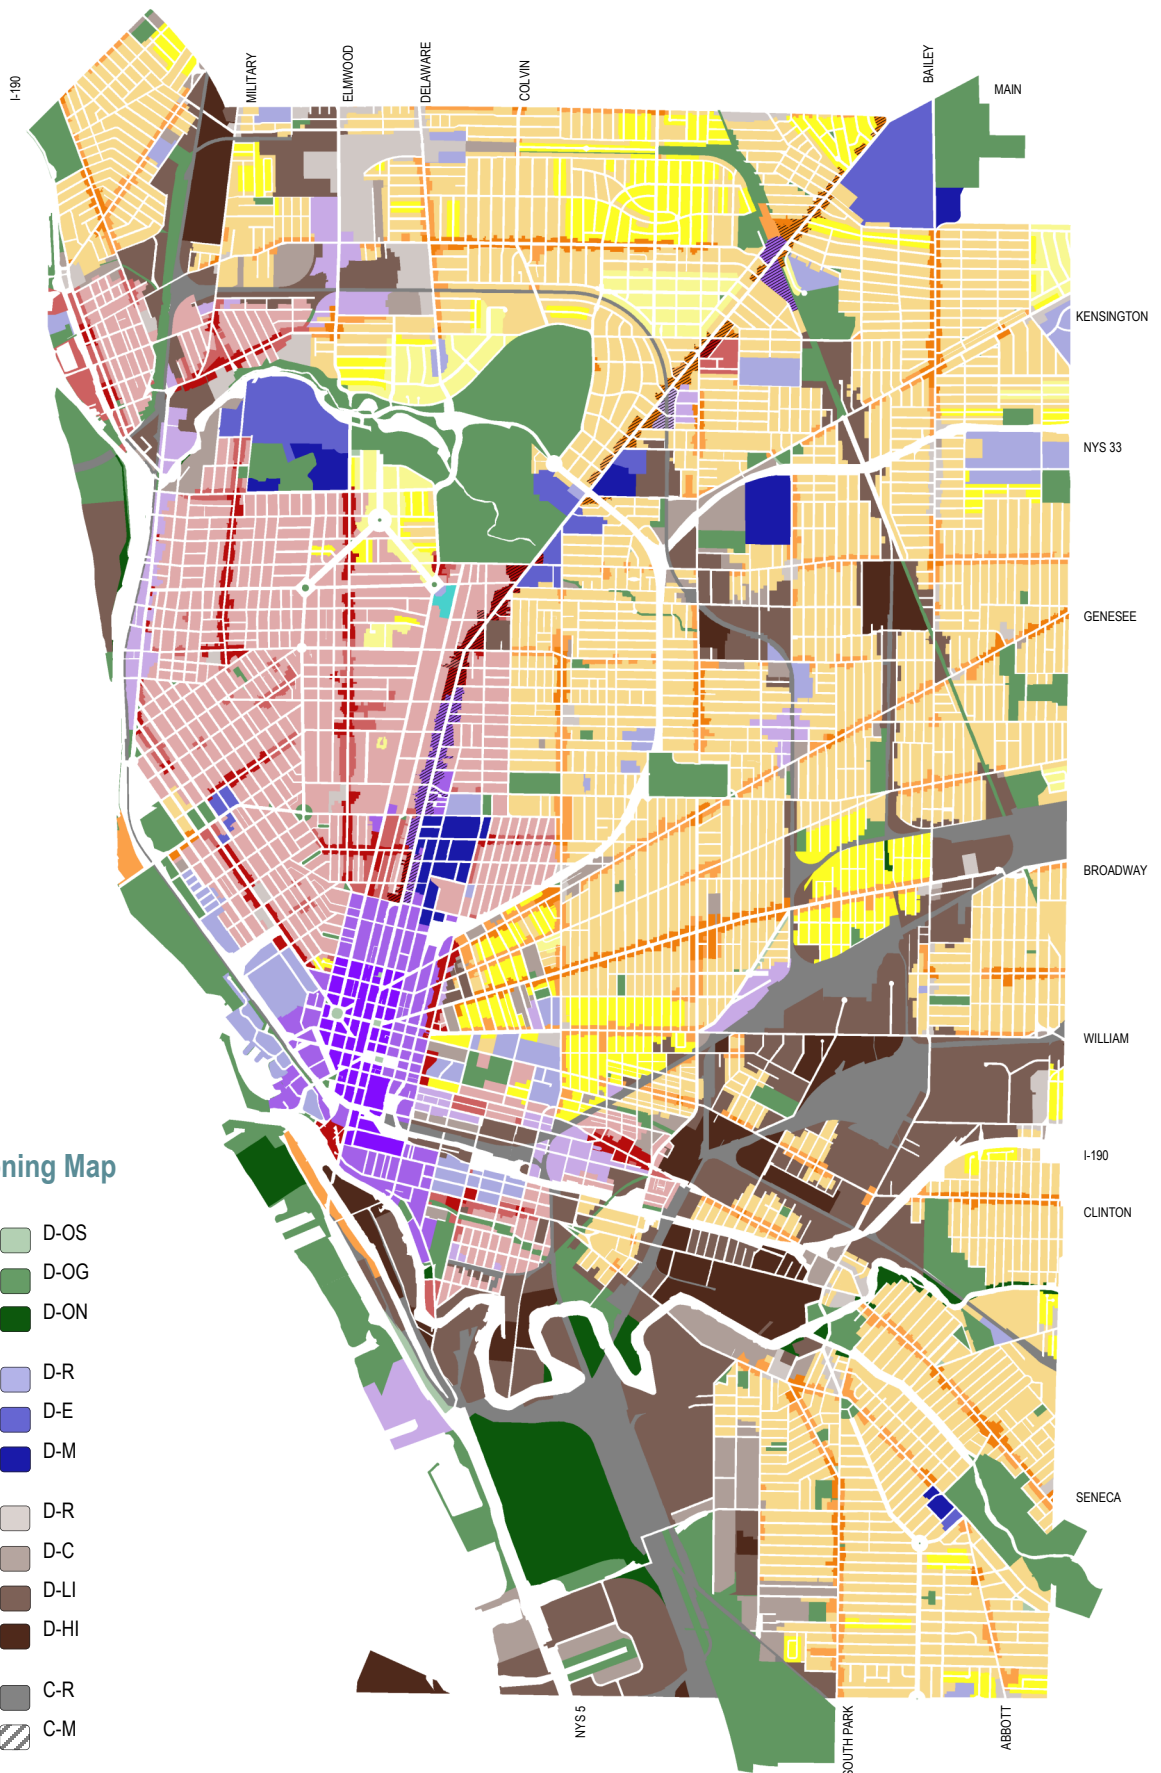 I-190
MILITARY
ELMWOOD
DELAWARE
COLVIN
BAILEY
MAIN
KENSINGTON
NYS 33
GENESEE
BROADWAY
WILLIAM
I-190
CLINTON
SENECA
ning Map
D-OS
D-OG
D-ON
D-R
D-E
D-M
D-R
D-C
D-LI
D-HI
C-R
C-M
NYS 5
OUTH PARK
ABBOTT